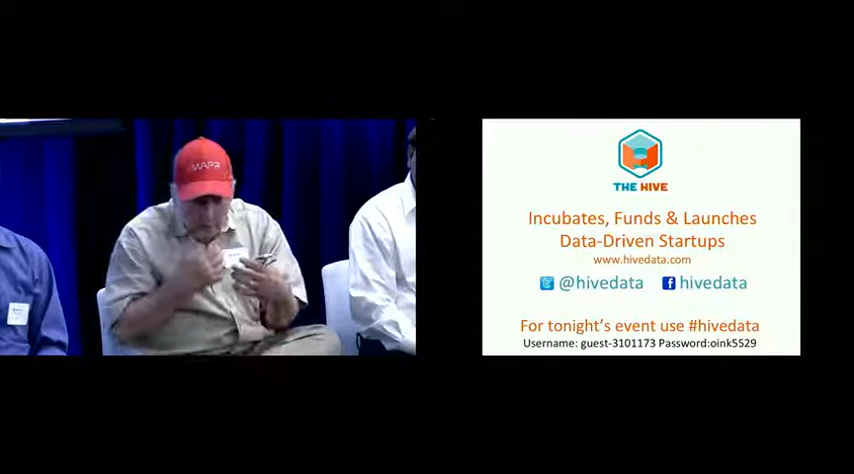 MAPR
THE HIVE
Incubates, Funds & Launches
Data-Driven Startups
www.hivedata.com
@hivedata hivedata
For tonight's event use #hivedata
Username: guest-3101173 Password:oink5529